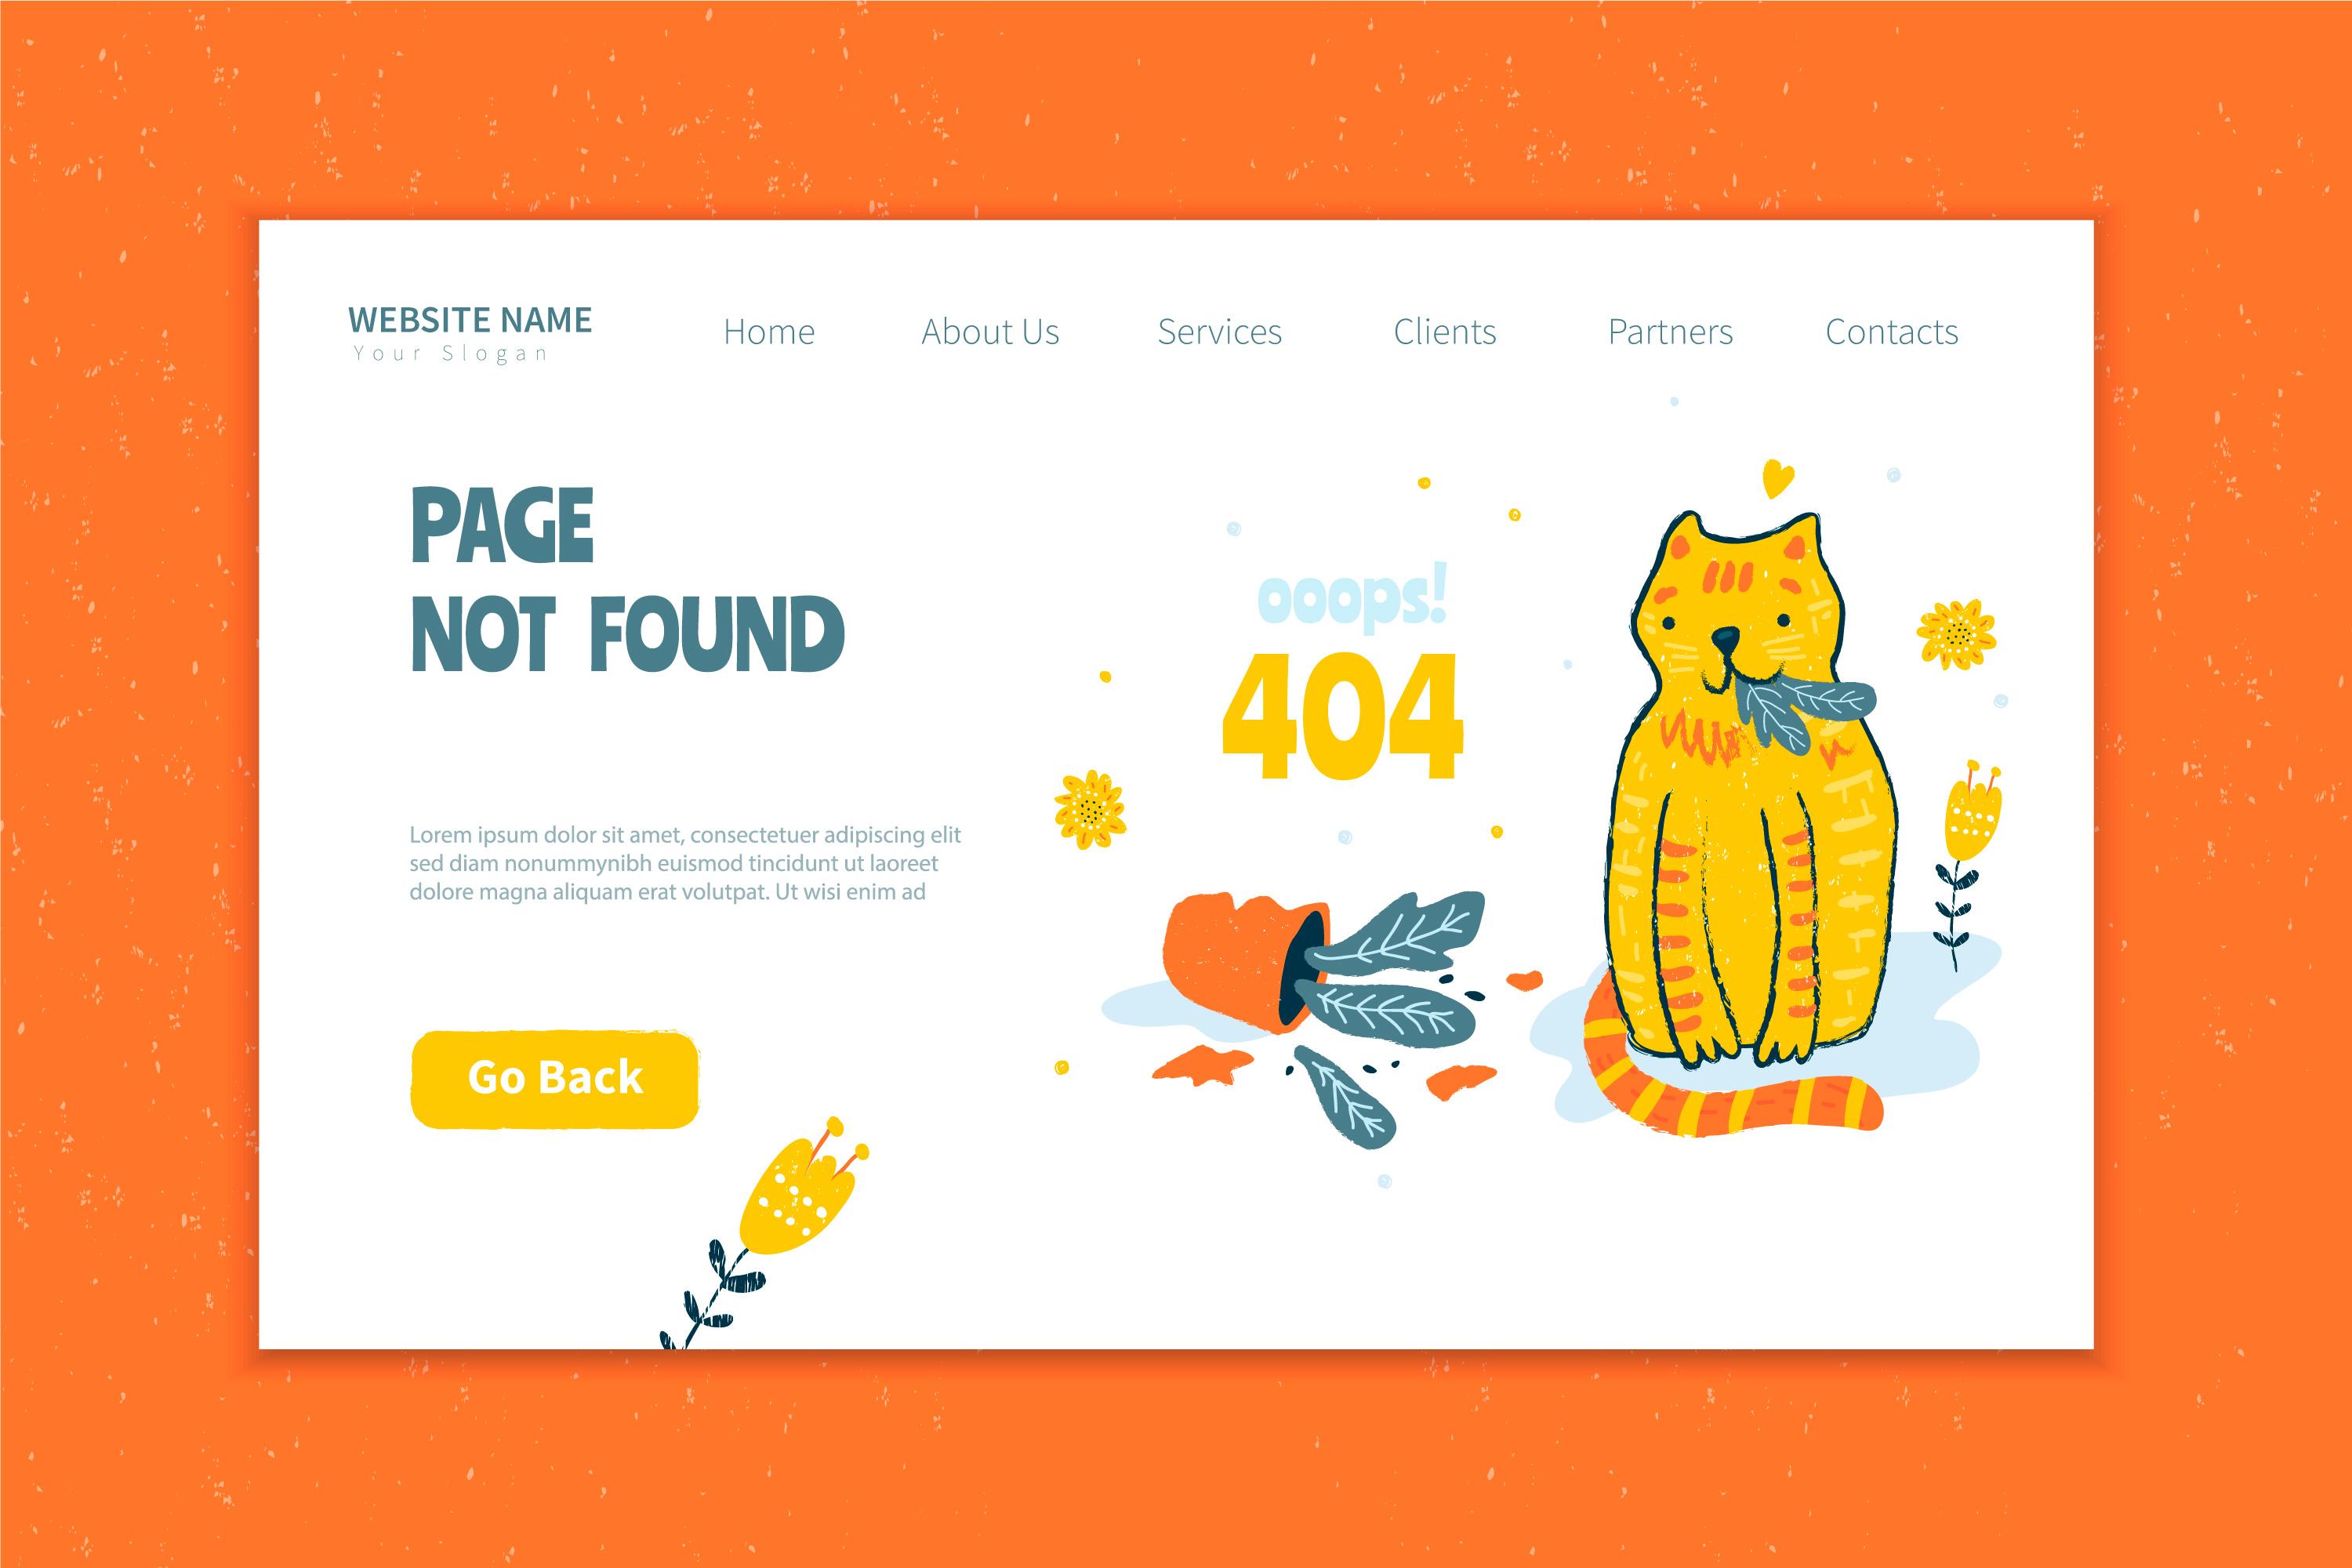 WEBSITE NAME
Your Slogan
Home About Us Services Clients Partners Contacts
PAGE
NOT FOUND
ooops!
404
Lorem ipsum dolor sit amet, consectetuer adipiscing elit
sed diam nonummynibh euismod tincidunt ut laoreet
dolore magna aliquam erat volutpat. Ut wisi enim ad
Go Back